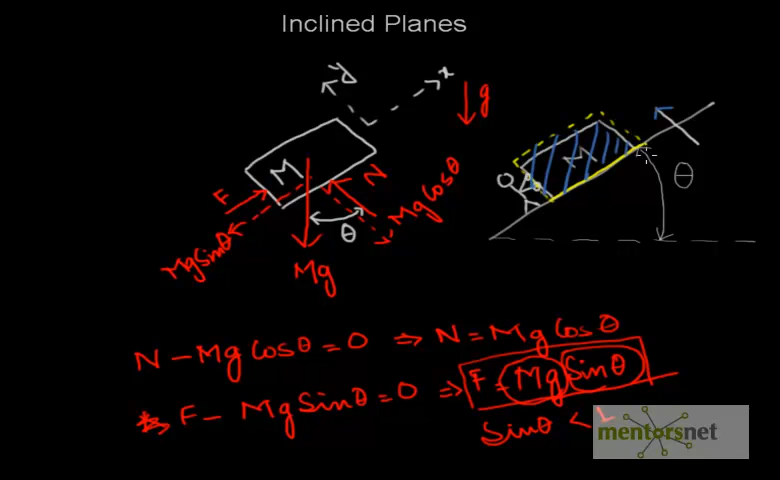 Inclined Planes
y
x
g
M
N
F
Mg Cosθ
θ
Mg Sinθ
Mg
M
θ
N - Mg Cosθ = 0 ⇒ N = Mg Cosθ
F - Mg Sinθ = 0 ⇒ F = Mg Sinθ
Sinθ < 1
mentorsnet